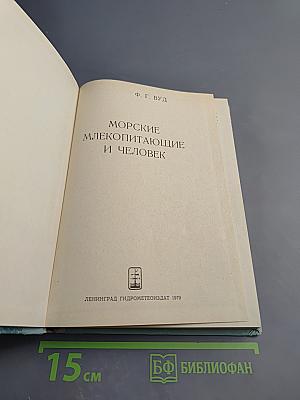 Ф. Г. ВУД
МОРСКИЕ
МЛЕКОПИТАЮЩИЕ
И ЧЕЛОВЕК
ЛЕНИНГРАД ГИДРОМЕТЕОИЗДАТ 1979
15 см
БФ БИБЛИОФАН